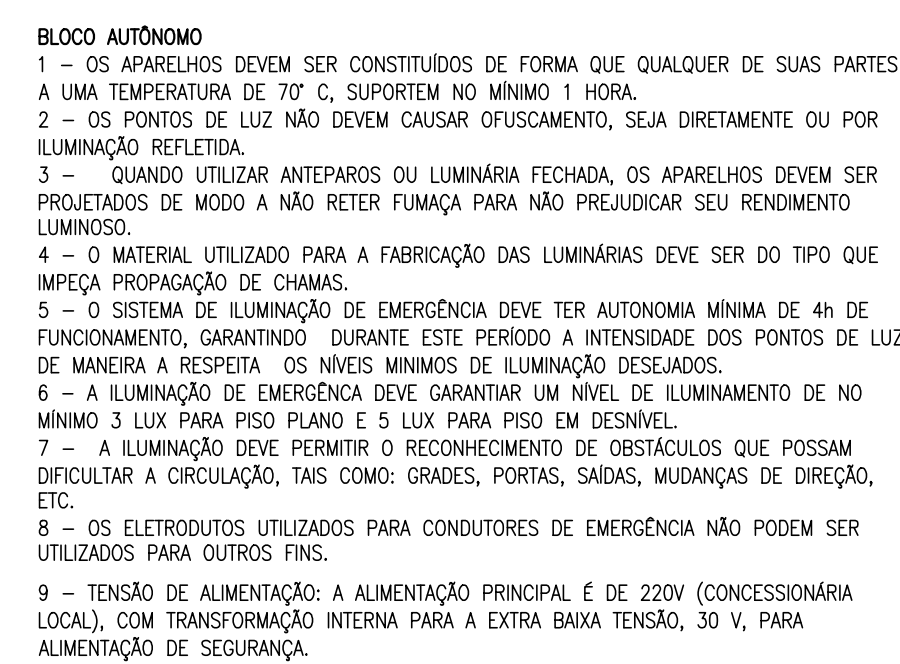 BLOCO AUTÔNOMO
1 – OS APARELHOS DEVEM SER CONSTITUÍDOS DE FORMA QUE QUALQUER DE SUAS PARTES
A UMA TEMPERATURA DE 70° C, SUPORTEM NO MÍNIMO 1 HORA.
2 – OS PONTOS DE LUZ NÃO DEVEM CAUSAR OFUSCAMENTO, SEJA DIRETAMENTE OU POR
ILUMINAÇÃO REFLETIDA.
3 – QUANDO UTILIZAR ANTEPAROS OU LUMINÁRIA FECHADA, OS APARELHOS DEVEM SER
PROJETADOS DE MODO A NÃO RETER FUMAÇA PARA NÃO PREJUDICAR SEU RENDIMENTO
LUMINOSO.
4 – O MATERIAL UTILIZADO PARA A FABRICAÇÃO DAS LUMINÁRIAS DEVE SER DO TIPO QUE
IMPEÇA PROPAGAÇÃO DE CHAMAS.
5 – O SISTEMA DE ILUMINAÇÃO DE EMERGÊNCIA DEVE TER AUTONOMIA MÍNIMA DE 4h DE
FUNCIONAMENTO, GARANTINDO DURANTE ESTE PERÍODO A INTENSIDADE DOS PONTOS DE LUZ
DE MANEIRA A RESPEITA OS NÍVEIS MINIMOS DE ILUMINAÇÃO DESEJADOS.
6 – A ILUMINAÇÃO DE EMERGÊNCA DEVE GARANTIAR UM NÍVEL DE ILUMINAMENTO DE NO
MÍNIMO 3 LUX PARA PISO PLANO E 5 LUX PARA PISO EM DESNÍVEL.
7 – A ILUMINAÇÃO DEVE PERMITIR O RECONHECIMENTO DE OBSTÁCULOS QUE POSSAM
DIFICULTAR A CIRCULAÇÃO, TAIS COMO: GRADES, PORTAS, SAÍDAS, MUDANÇAS DE DIREÇÃO,
ETC.
8 – OS ELETRODUTOS UTILIZADOS PARA CONDUTORES DE EMERGÊNCIA NÃO PODEM SER
UTILIZADOS PARA OUTROS FINS.
9 – TENSÃO DE ALIMENTAÇÃO: A ALIMENTAÇÃO PRINCIPAL É DE 220V (CONCESSIONÁRIA
LOCAL), COM TRANSFORMAÇÃO INTERNA PARA A EXTRA BAIXA TENSÃO, 30 V, PARA
ALIMENTAÇÃO DE SEGURANÇA.